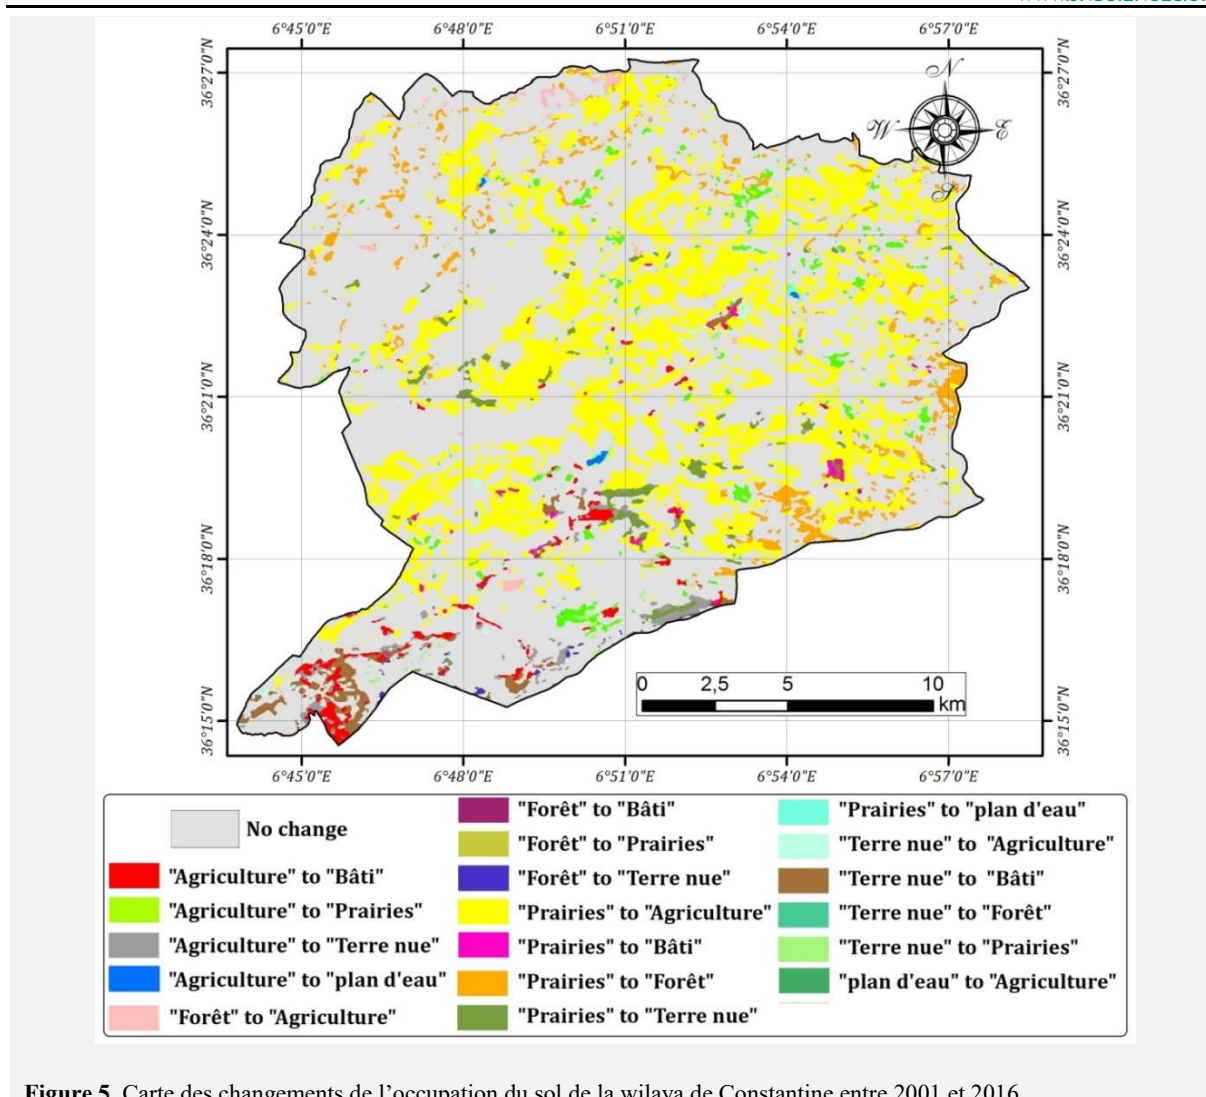 6°45'0"E 6°48'0"E 6°51'0"E 6°54'0"E 6°57'0"E
36°27'0"N 36°27'0"N
N
W E
S
36°24'0"N 36°24'0"N
36°21'0"N 36°21'0"N
36°18'0"N 36°18'0"N
36°15'0"N 36°15'0"N
0 2,5 5 10
km
6°45'0"E 6°48'0"E 6°51'0"E 6°54'0"E 6°57'0"E
No change
"Agriculture" to "Bâti"
"Agriculture" to "Prairies"
"Agriculture" to "Terre nue"
"Agriculture" to "plan d'eau"
"Forêt" to "Agriculture"
"Forêt" to "Bâti"
"Forêt" to "Prairies"
"Forêt" to "Terre nue"
"Prairies" to "Agriculture"
"Prairies" to "Bâti"
"Prairies" to "Forêt"
"Prairies" to "Terre nue"
"Prairies" to "plan d'eau"
"Terre nue" to "Agriculture"
"Terre nue" to "Bâti"
"Terre nue" to "Forêt"
"Terre nue" to "Prairies"
"plan d'eau" to "Agriculture"
Figure 5. Carte des changements de l'occupation du sol de la wilaya de Constantine entre 2001 et 2016